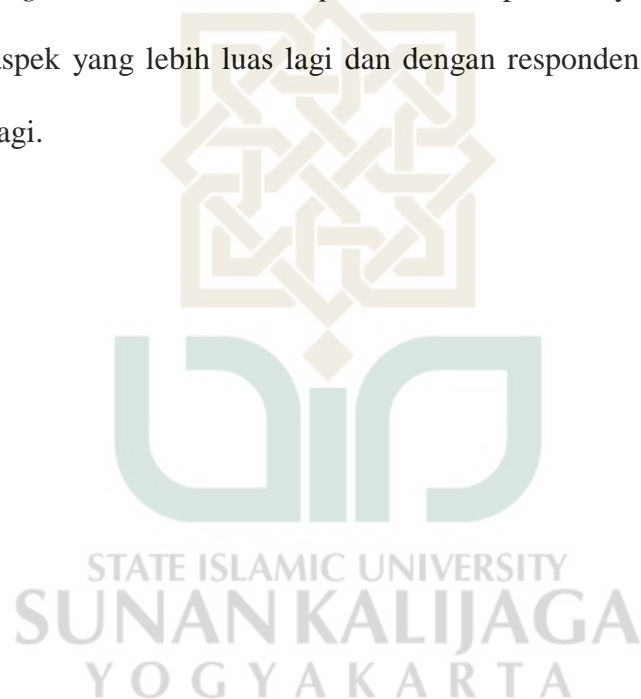 aspek yang lebih luas lagi dan dengan responden
agi.
STATE ISLAMIC UNIVERSITY
SUNAN KALIJAGA
YOGYAKARTA